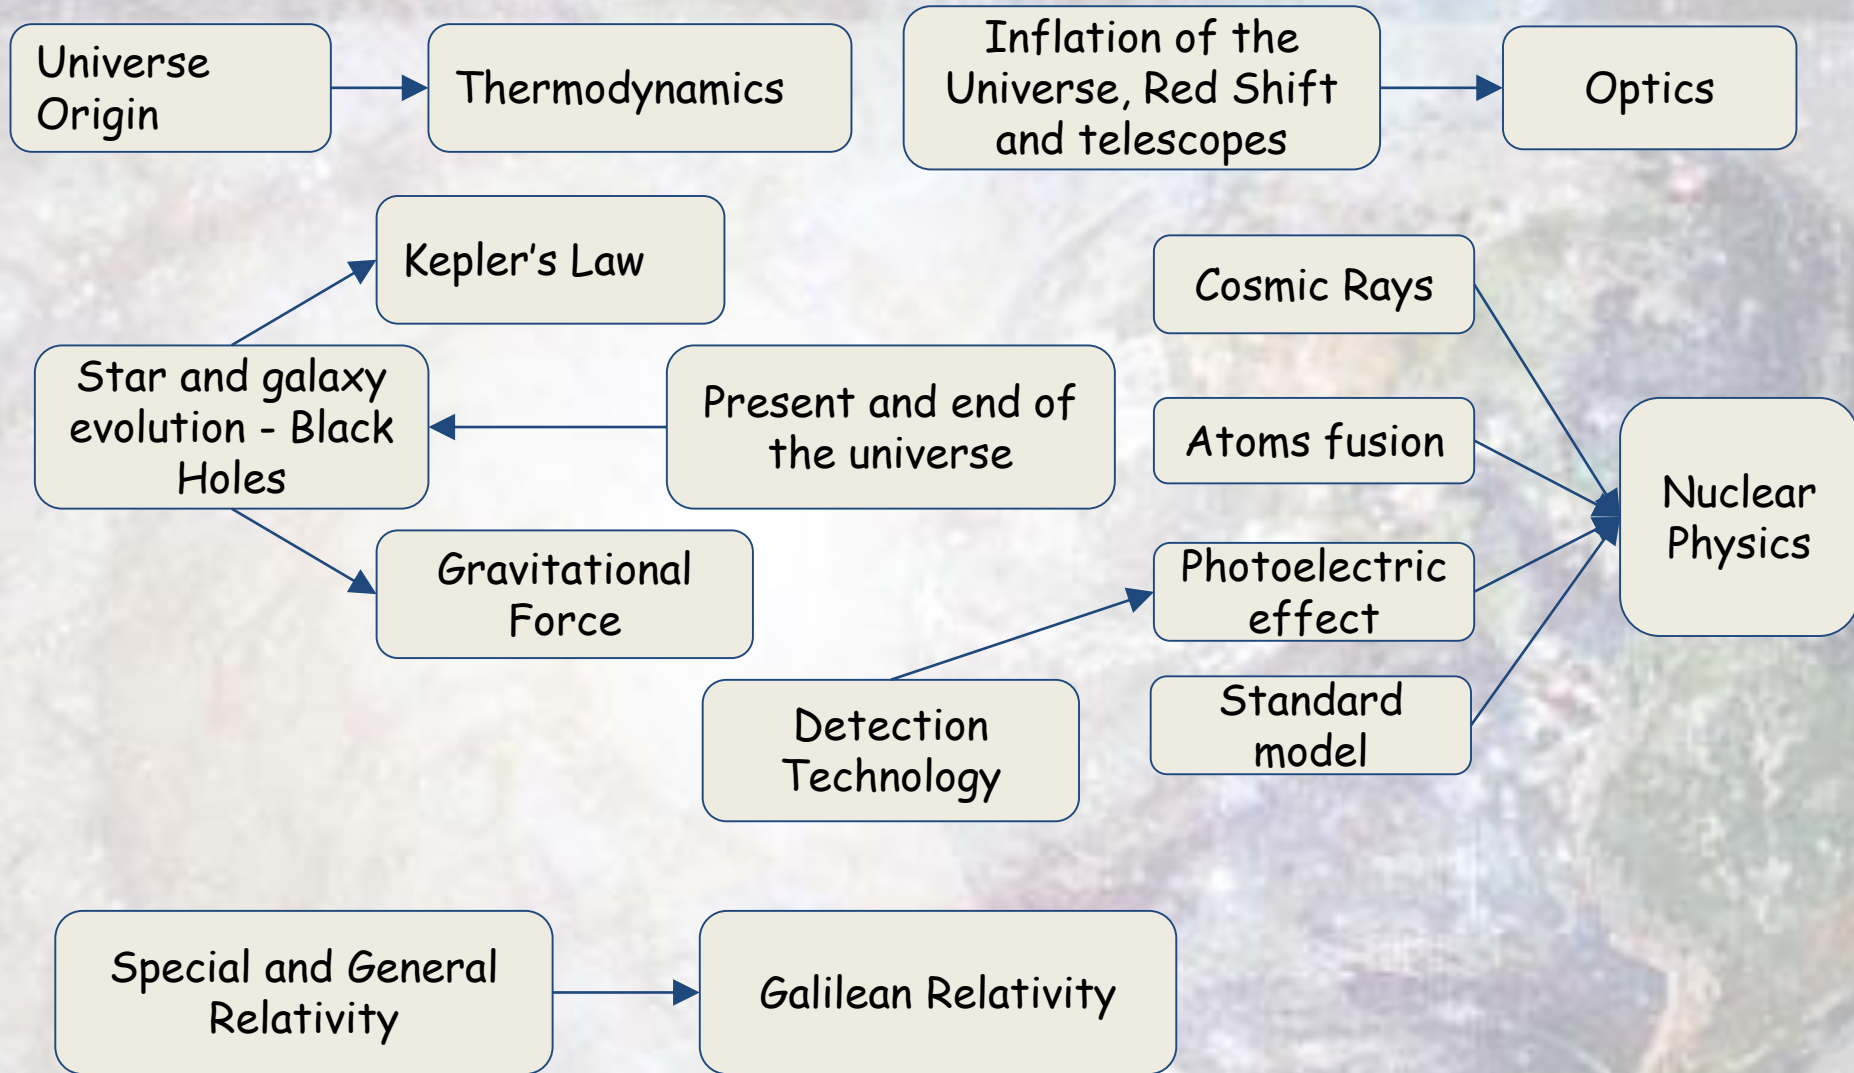 Universe
Origin
Thermodynamics
Inflation of the
Universe, Red Shift
and telescopes
Optics
Kepler’s Law
Cosmic Rays
Star and galaxy
evolution - Black
Holes
Present and end of
the universe
Atoms fusion
Nuclear
Physics
Gravitational
Force
Photoelectric
effect
Detection
Technology
Standard
model
Special and General
Relativity
Galilean Relativity